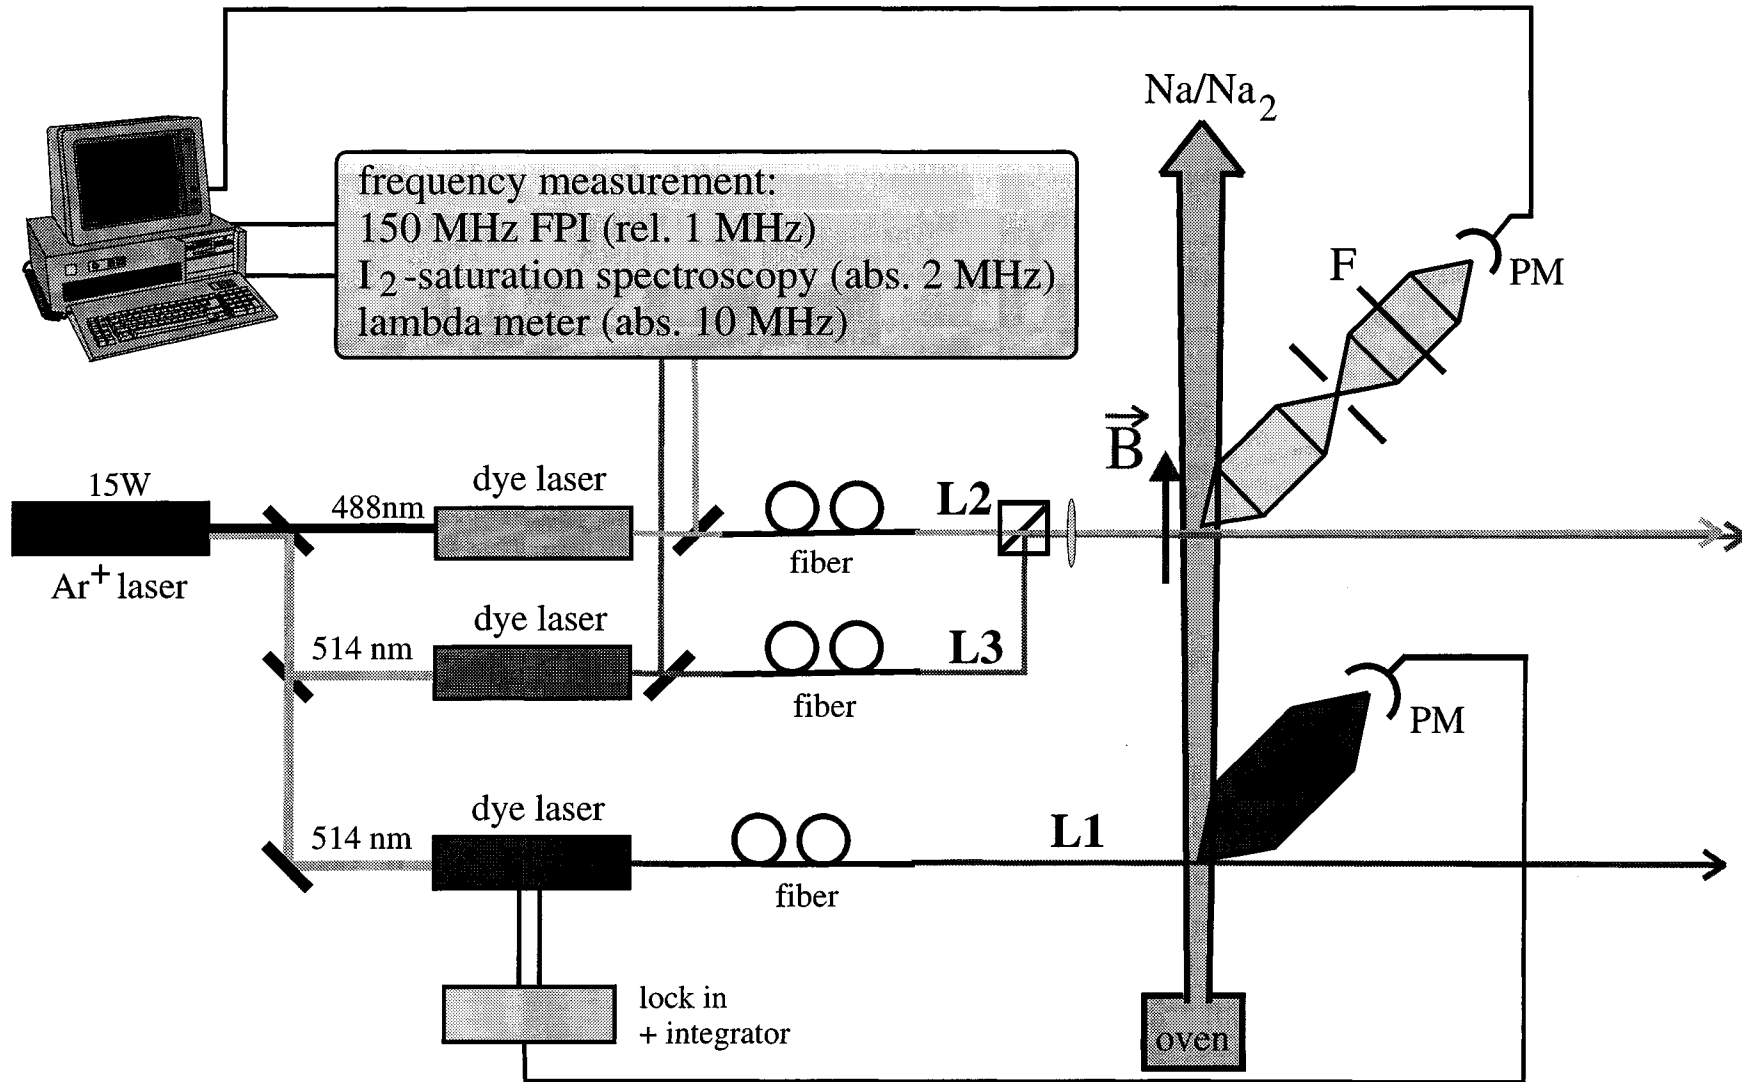 Na/Na2
frequency measurement:
150 MHz FPI (rel. 1 MHz)
I2-saturation spectroscopy (abs. 2 MHz)
lambda meter (abs. 10 MHz)
F
PM
B
15W
Ar+ laser
488nm
dye laser
fiber
L2
514 nm
dye laser
fiber
L3
PM
514 nm
dye laser
fiber
L1
lock in
+ integrator
oven